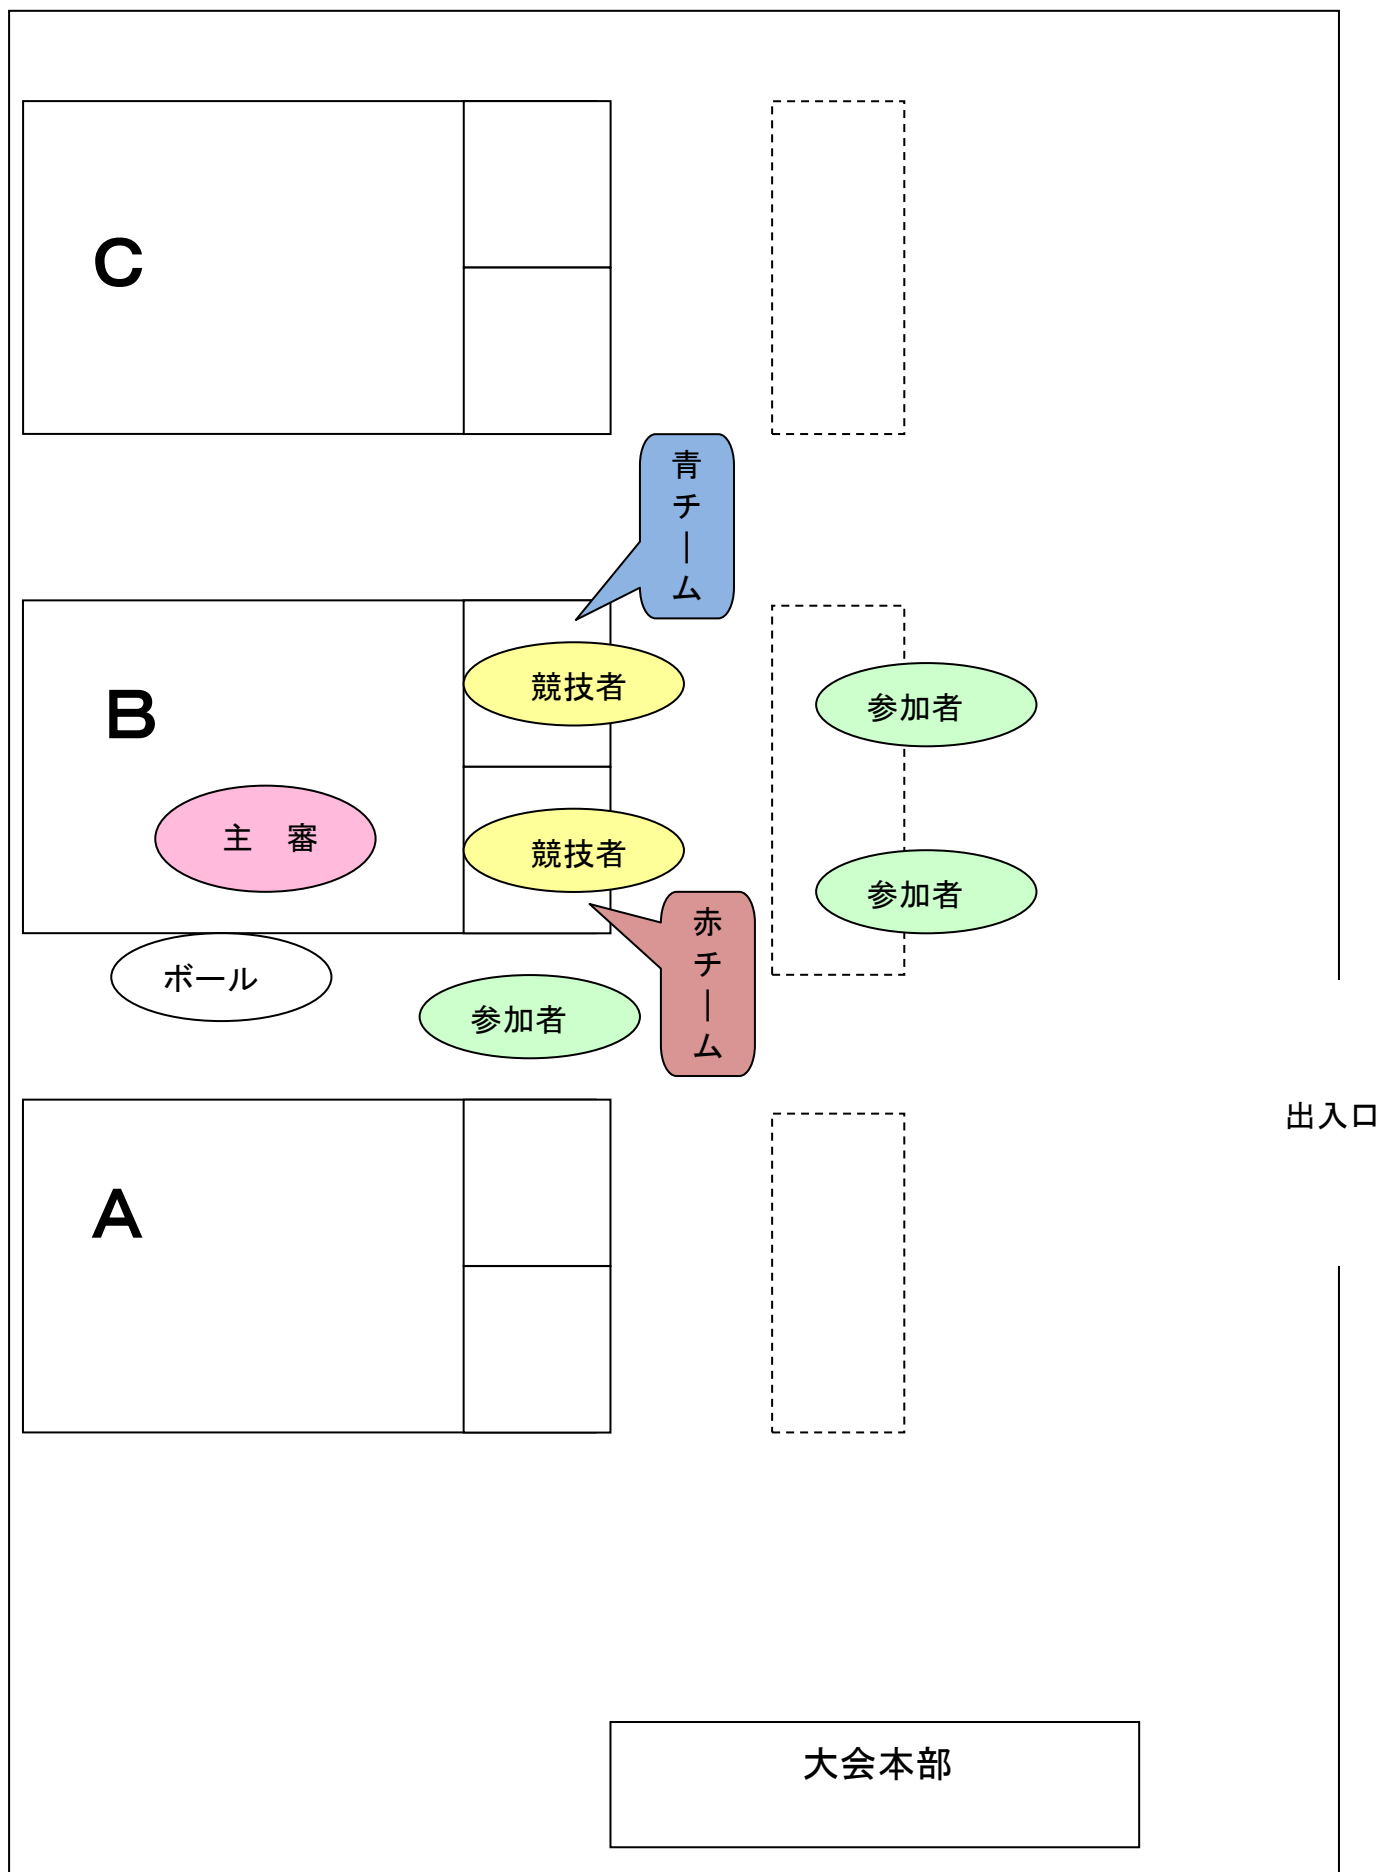 Ｃ
青チーム
競技者
Ｂ
参加者
主　審
競技者
参加者
赤チーム
ボール
参加者
出入口
Ａ
大会本部